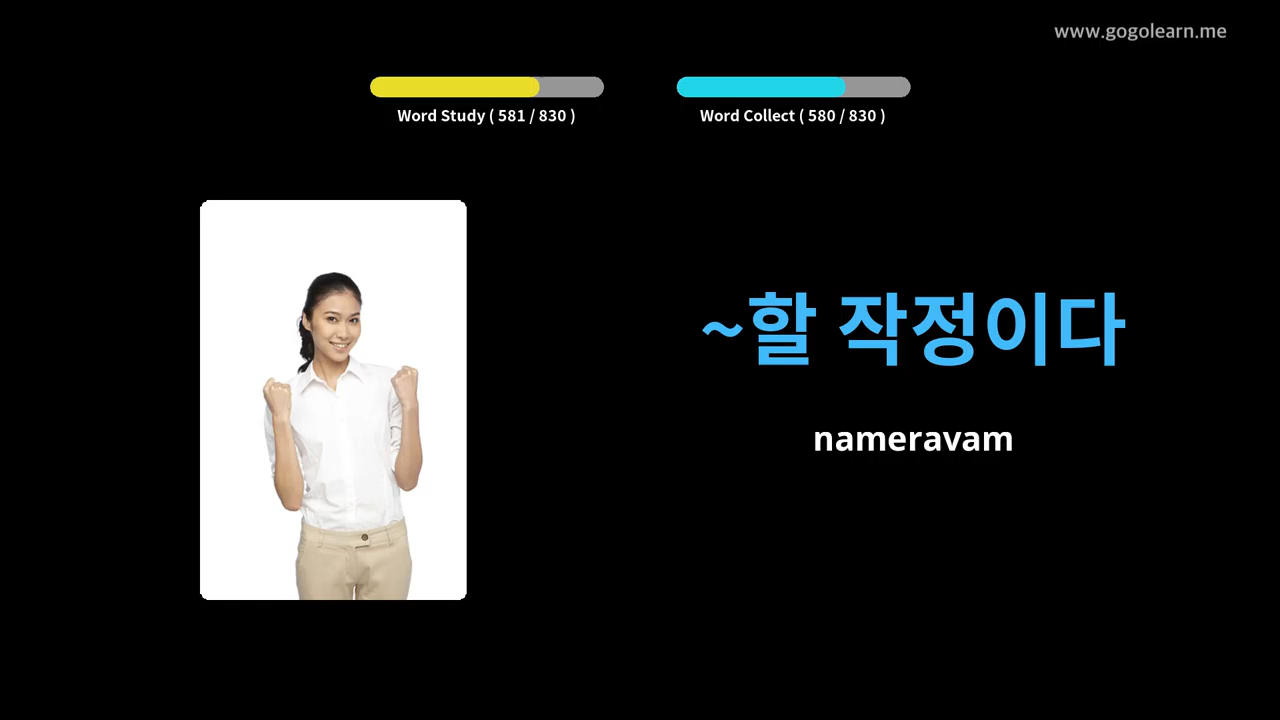 www.gogolearn.me
Word Study ( 581 / 830 )
Word Collect ( 580 / 830 )
~할 작정이다
nameravam